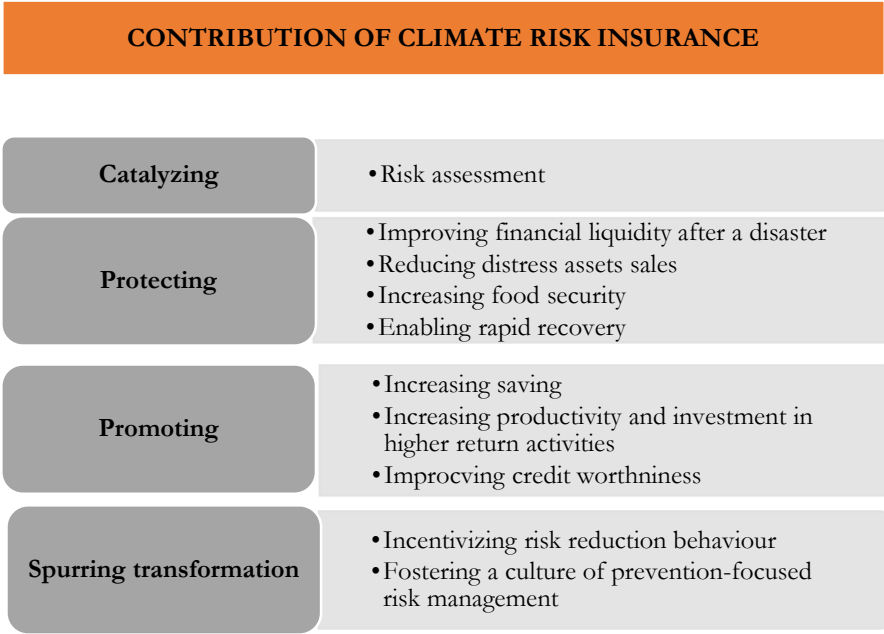 CONTRIBUTION OF CLIMATE RISK INSURANCE
Catalyzing
•Risk assessment
Protecting
•Improving financial liquidity after a disaster
•Reducing distress assets sales
•Increasing food security
•Enabling rapid recovery
Promoting
•Increasing saving
•Increasing productivity and investment in
higher return activities
•Improcving credit worthniness
Spurring transformation
•Incentivizing risk reduction behaviour
•Fostering a culture of prevention-focused
risk management